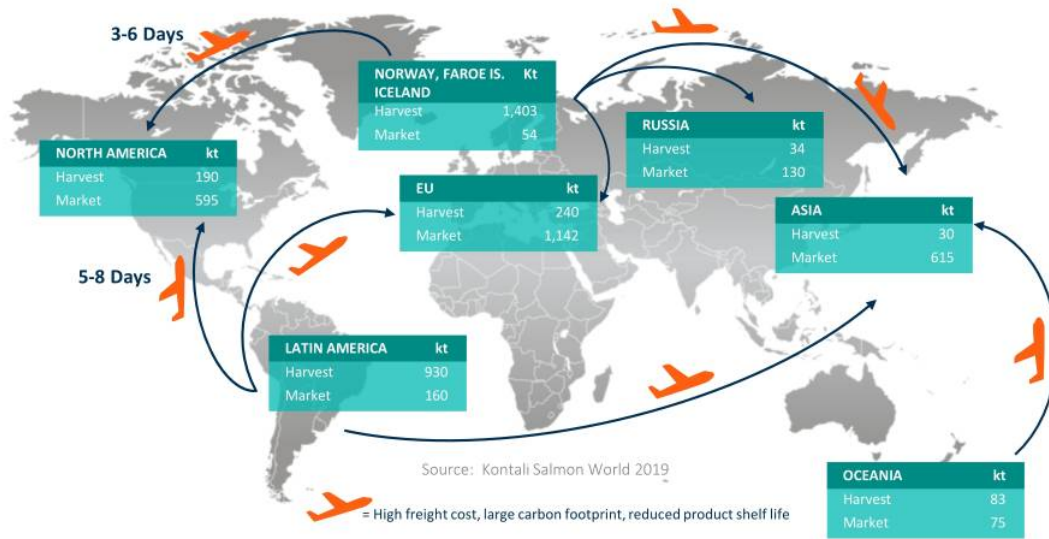 3-6 Days
NORWAY, FAROE IS. Kt
ICELAND
Harvest 1,403
Market 54
RUSSIA kt
Harvest 34
Market 130
NORTH AMERICA kt
Harvest 190
Market 595
EU kt
Harvest 240
Market 1,142
ASIA kt
Harvest 30
Market 615
5-8 Days
LATIN AMERICA kt
Harvest 930
Market 160
Source: Kontali Salmon World 2019
OCEANIA kt
Harvest 83
Market 75
= High freight cost, large carbon footprint, reduced product shelf life